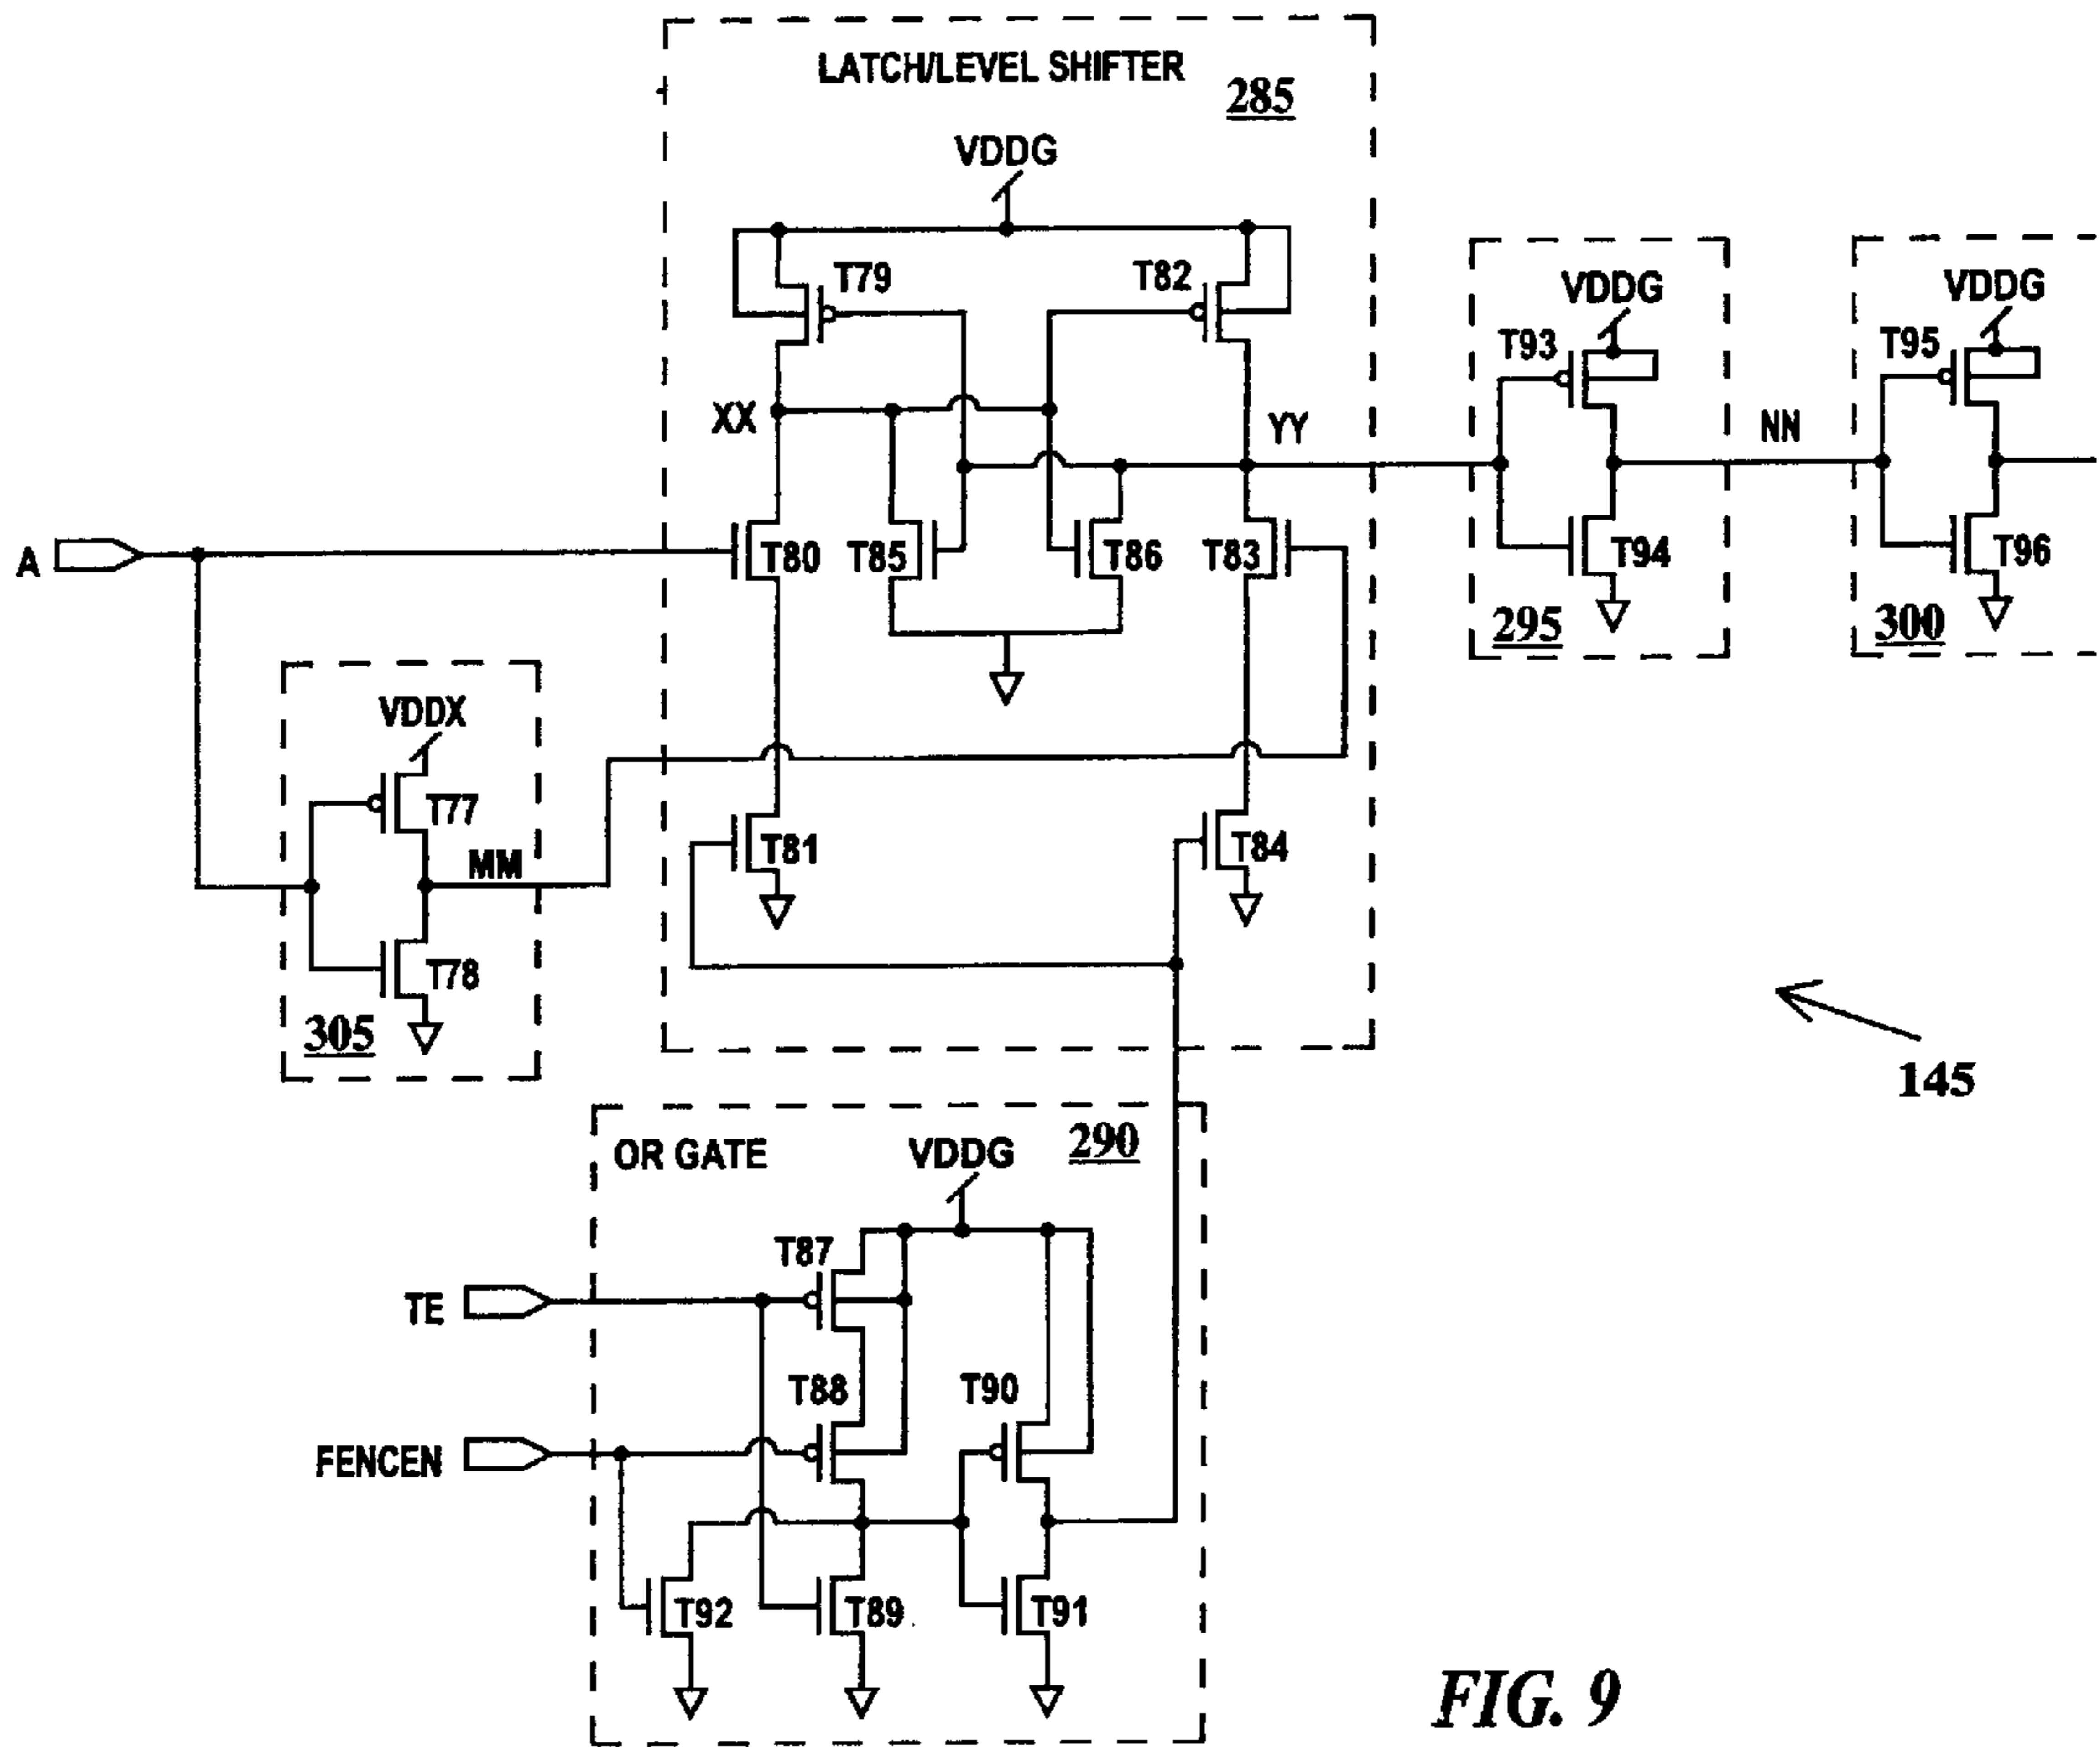 LATCH/LEVEL SHIFTER
285
VDDG
T79
T82
XX
YY
T80
T85
T86
T83
T81
T84
A
VDDX
T77
MM
T78
305
VDDG
T93
T94
295
NN
VDDG
T95
T96
300
145
OR GATE
290
VDDG
TE
T87
T88
T90
FENCEN
T92
T89
T91
FIG. 9